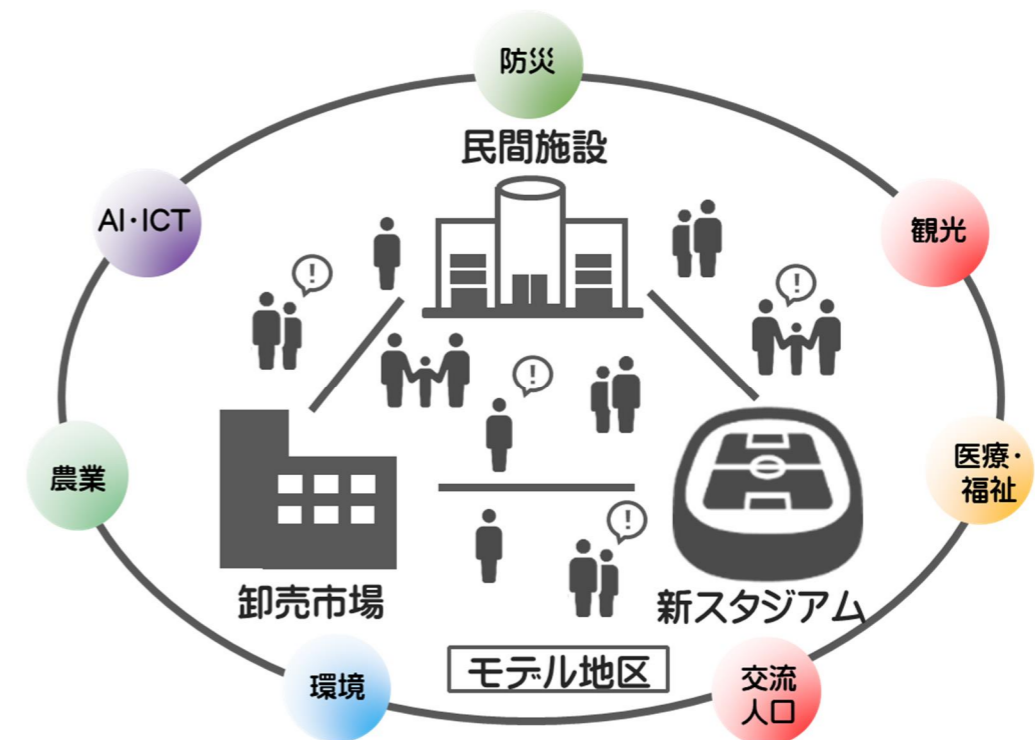 防災
民間施設
AI・ICT
観光
農業
医療・
福祉
卸売市場
新スタジアム
環境
モデル地区
交流
人口
!
!
!
!